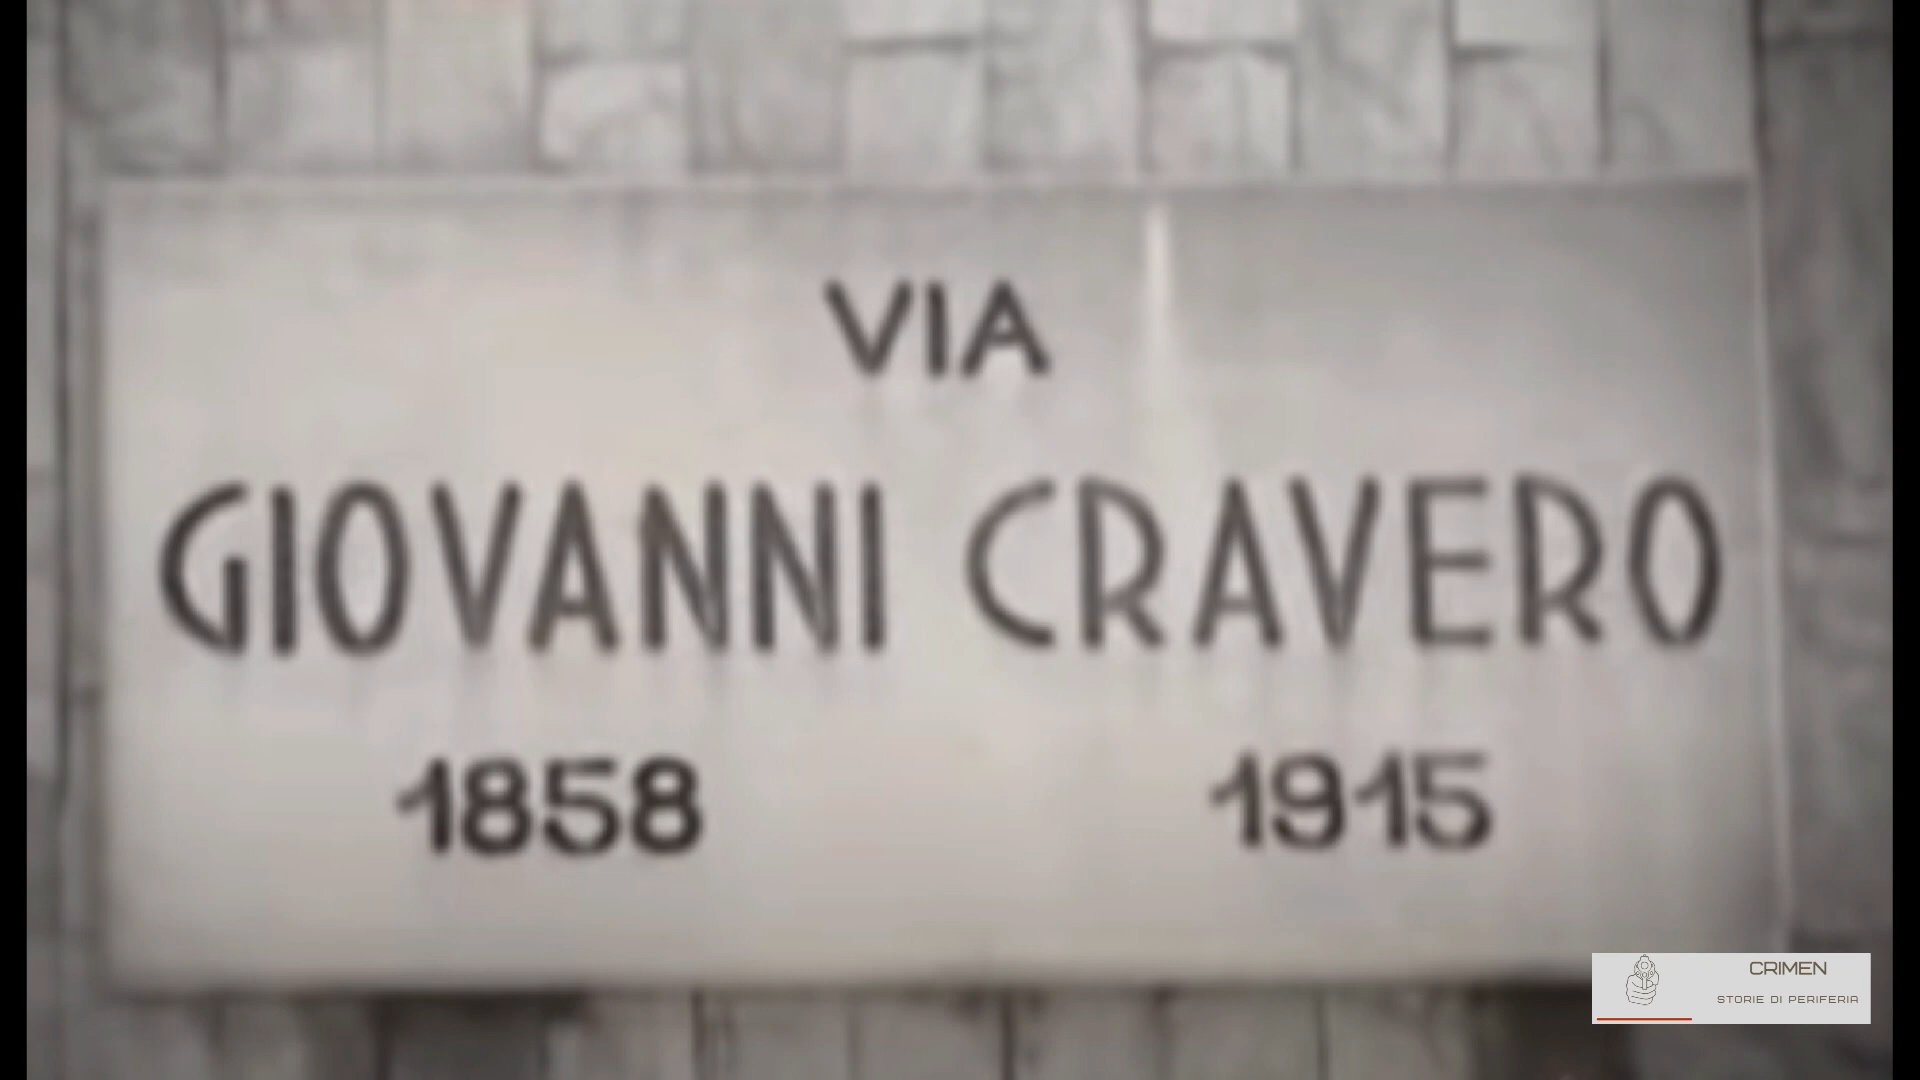 VIA
GIOVANNI CRAVERO
1858 1915
CRIMEN
STORIE DI PERIFERIA